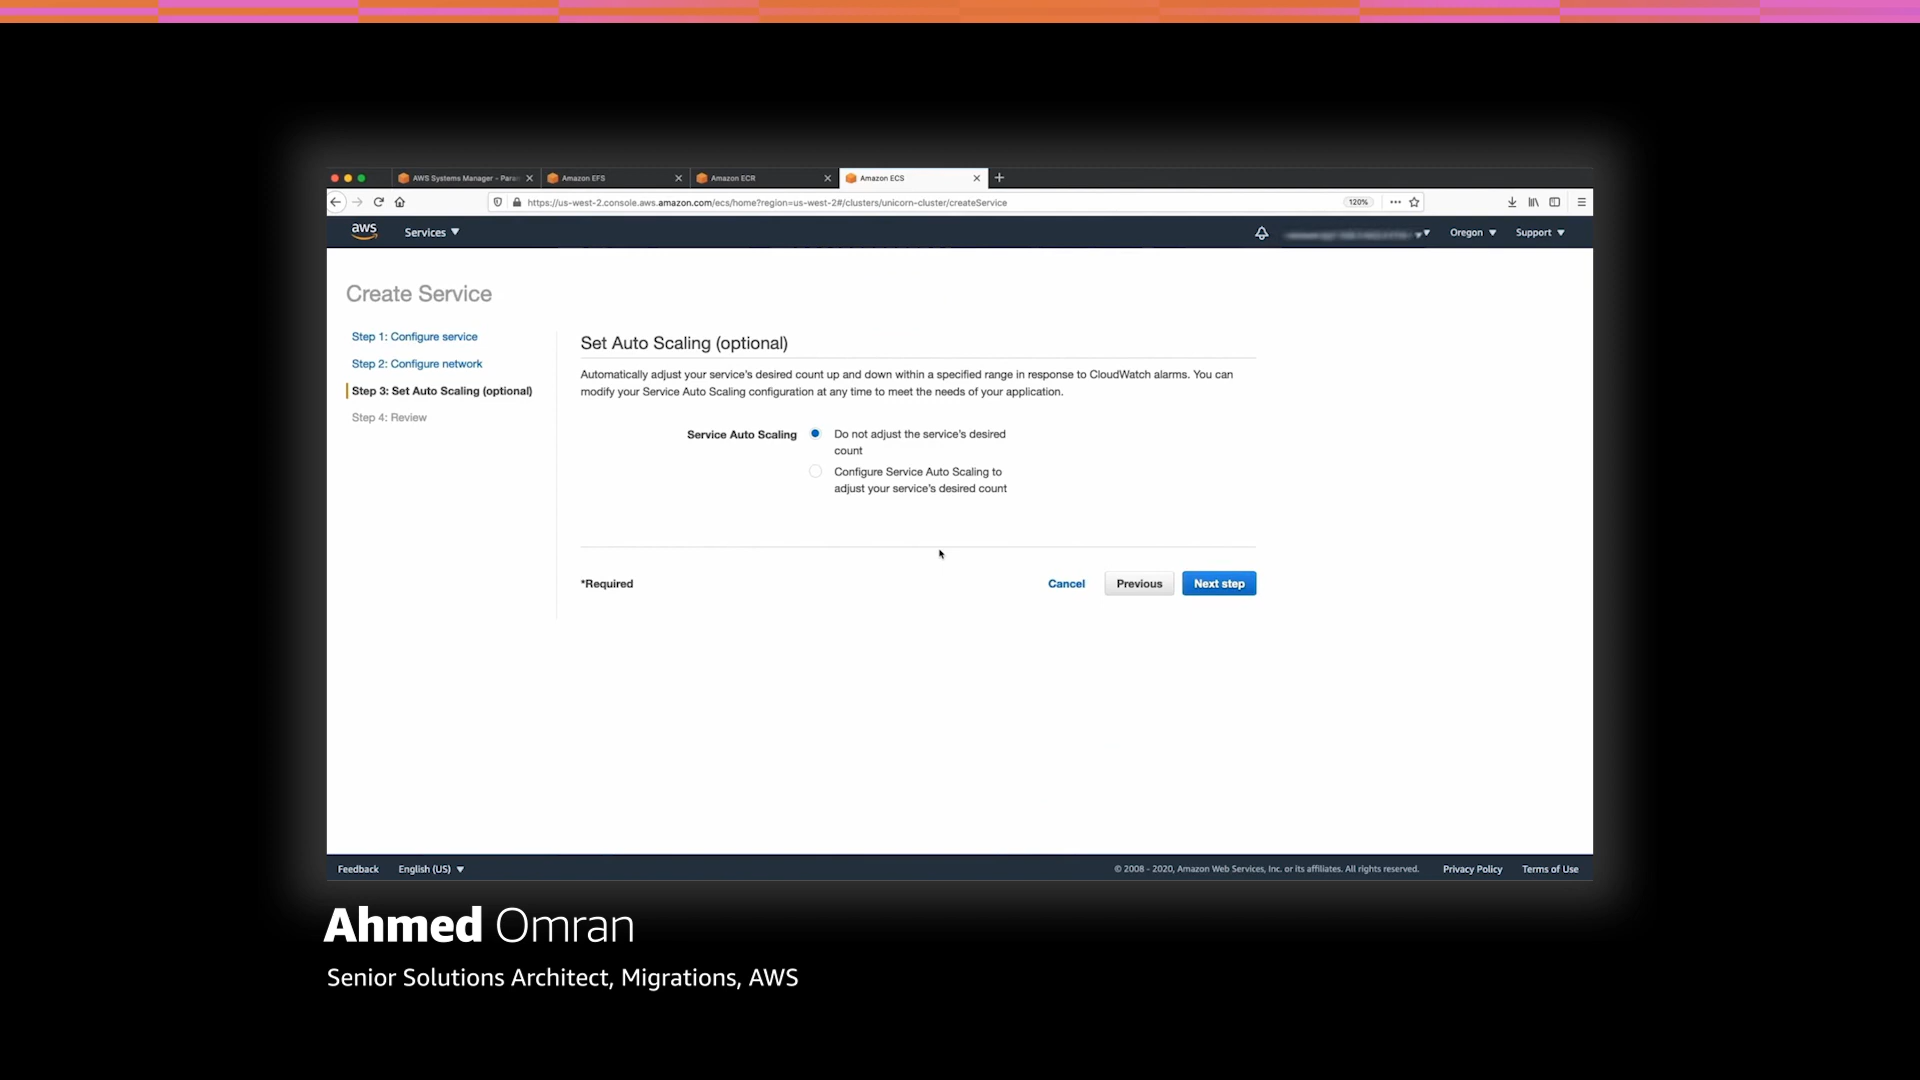 AWS Systems Manager - Param
Amazon EFS
Amazon ECR
Amazon ECS
https://us-west-2.console.aws.amazon.com/ecs/home?region=us-west-2#/clusters/unicorn-cluster/createService
120%
aws
Services
Oregon
Support
Create Service
Step 1: Configure service
Step 2: Configure network
Step 3: Set Auto Scaling (optional)
Step 4: Review
Set Auto Scaling (optional)
Automatically adjust your service's desired count up and down within a specified range in response to CloudWatch alarms. You can
modify your Service Auto Scaling configuration at any time to meet the needs of your application.
Service Auto Scaling
Do not adjust the service's desired
count
Configure Service Auto Scaling to
adjust your service's desired count
*Required
Cancel
Previous
Next step
Feedback
English (US)
© 2008 - 2020, Amazon Web Services, Inc. or its affiliates. All rights reserved.
Privacy Policy
Terms of Use
Ahmed Omran
Senior Solutions Architect, Migrations, AWS